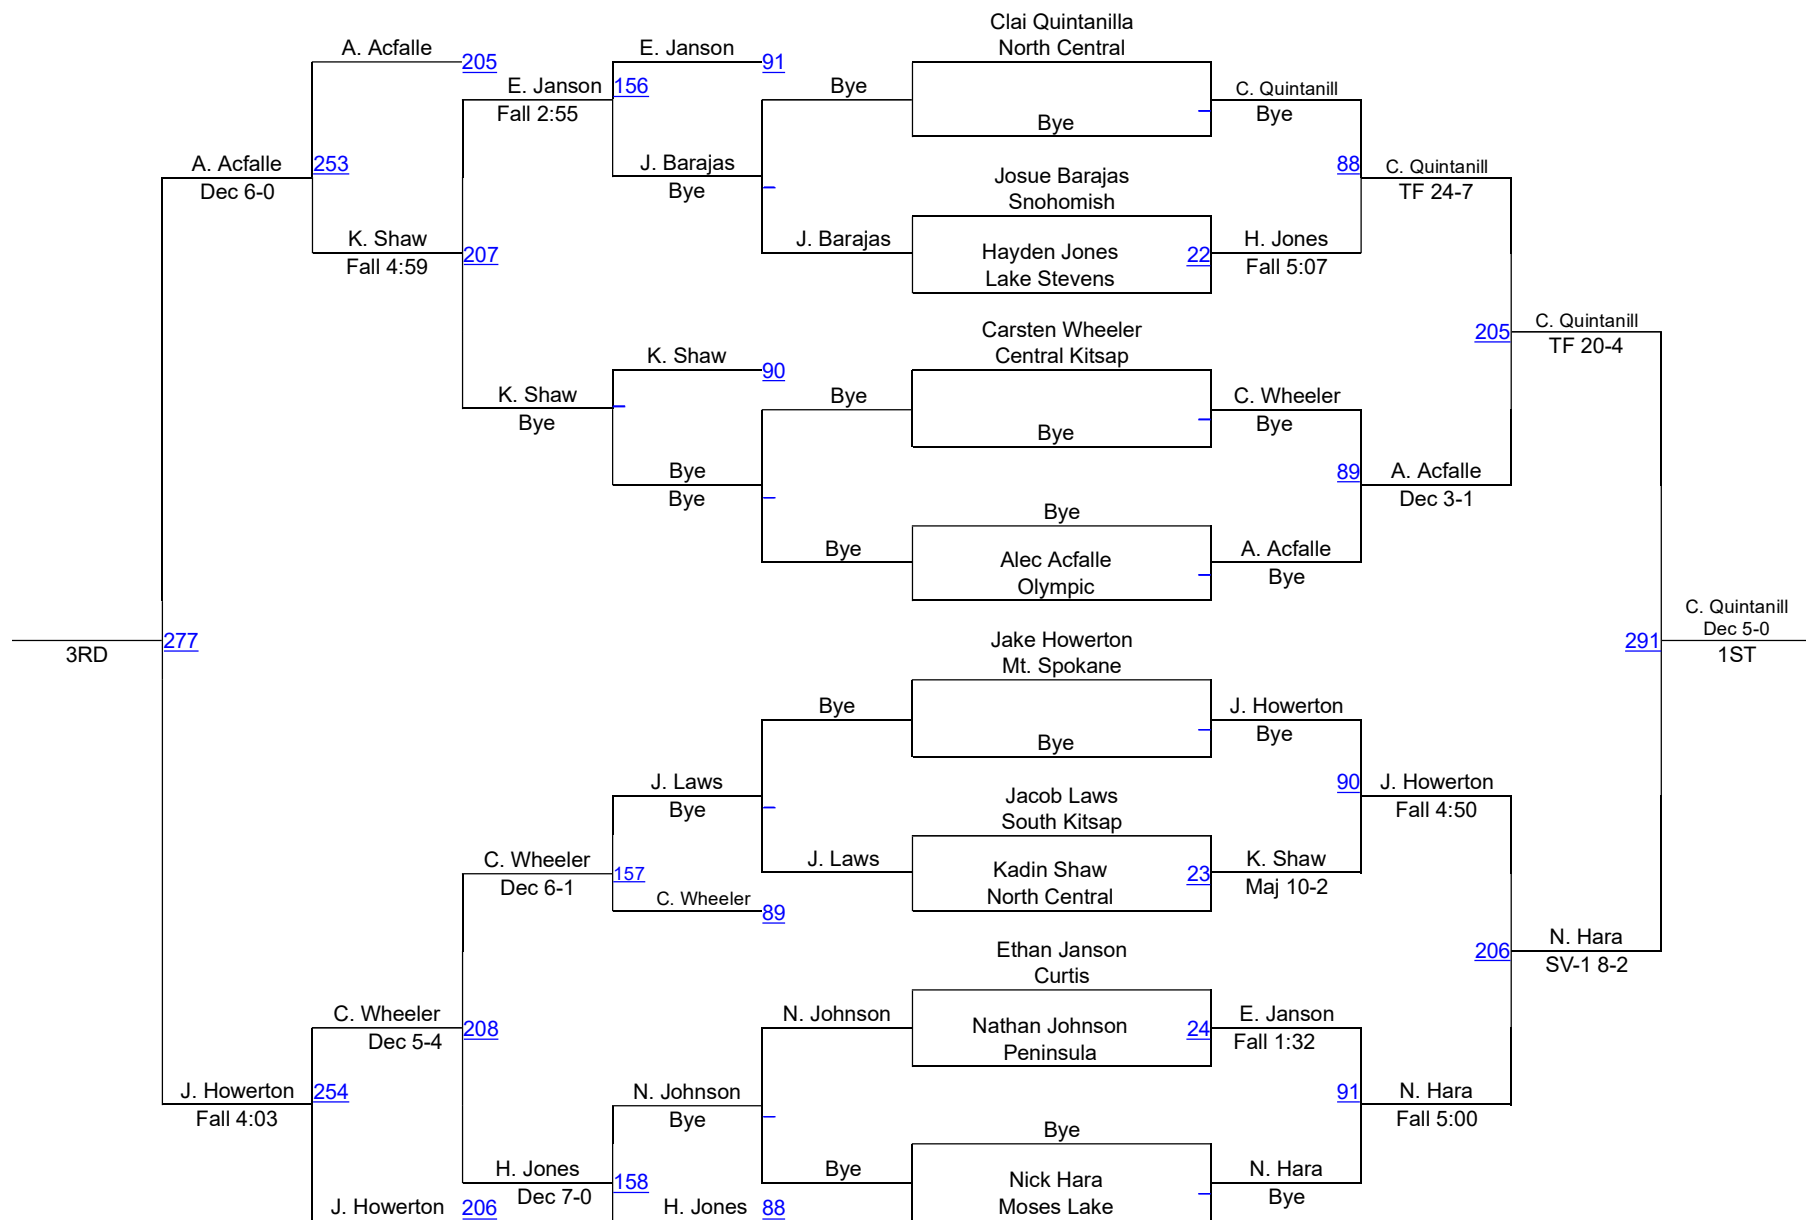 Clai Quintanilla
North Central
A. Acfalle
205
E. Janson
91
E. Janson
156
Fall 2:55
Bye
C. Quintanill
Bye
Bye
A. Acfalle
253
Dec 6-0
J. Barajas
Bye
Josue Barajas
Snohomish
88
C. Quintanill
TF 24-7
K. Shaw
207
Fall 4:59
J. Barajas
Hayden Jones
Lake Stevens
22
H. Jones
Fall 5:07
Carsten Wheeler
Central Kitsap
205
C. Quintanill
TF 20-4
K. Shaw
90
K. Shaw
Bye
Bye
C. Wheeler
Bye
Bye
Bye
Bye
89
A. Acfalle
Dec 3-1
Bye
Bye
Alec Acfalle
Olympic
A. Acfalle
Bye
3RD
277
Jake Howerton
Mt. Spokane
291
C. Quintanill
Dec 5-0
1ST
Bye
J. Howerton
Bye
Bye
J. Laws
Bye
Jacob Laws
South Kitsap
90
J. Howerton
Fall 4:50
C. Wheeler
157
Dec 6-1
J. Laws
Kadin Shaw
North Central
23
K. Shaw
Maj 10-2
C. Wheeler
89
Ethan Janson
Curtis
206
N. Hara
SV-1 8-2
C. Wheeler
208
Dec 5-4
N. Johnson
Nathan Johnson
Peninsula
24
E. Janson
Fall 1:32
J. Howerton
254
Fall 4:03
N. Johnson
Bye
91
N. Hara
Fall 5:00
Bye
H. Jones
158
Dec 7-0
Bye
Nick Hara
Moses Lake
N. Hara
Bye
J. Howerton
206
H. Jones
88